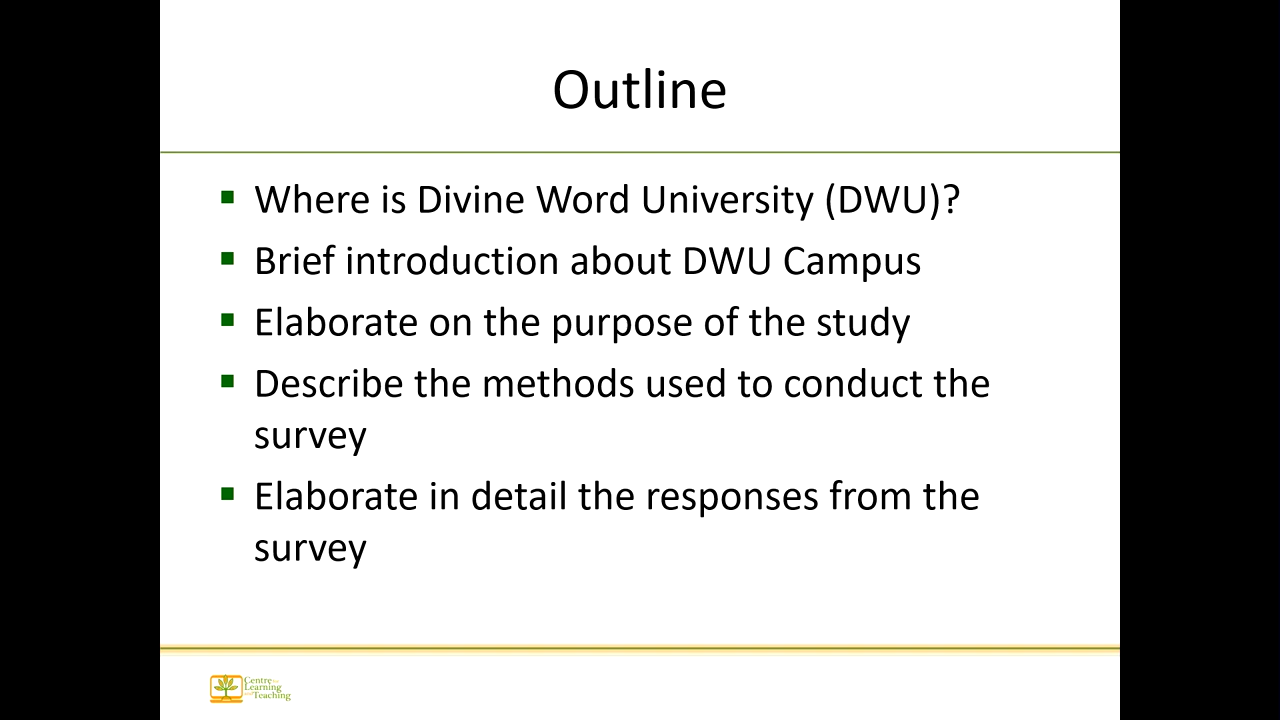 Outline
▪ Where is Divine Word University (DWU)?
▪ Brief introduction about DWU Campus
▪ Elaborate on the purpose of the study
▪ Describe the methods used to conduct the
survey
▪ Elaborate in detail the responses from the
survey
Centre for
Learning
and Teaching